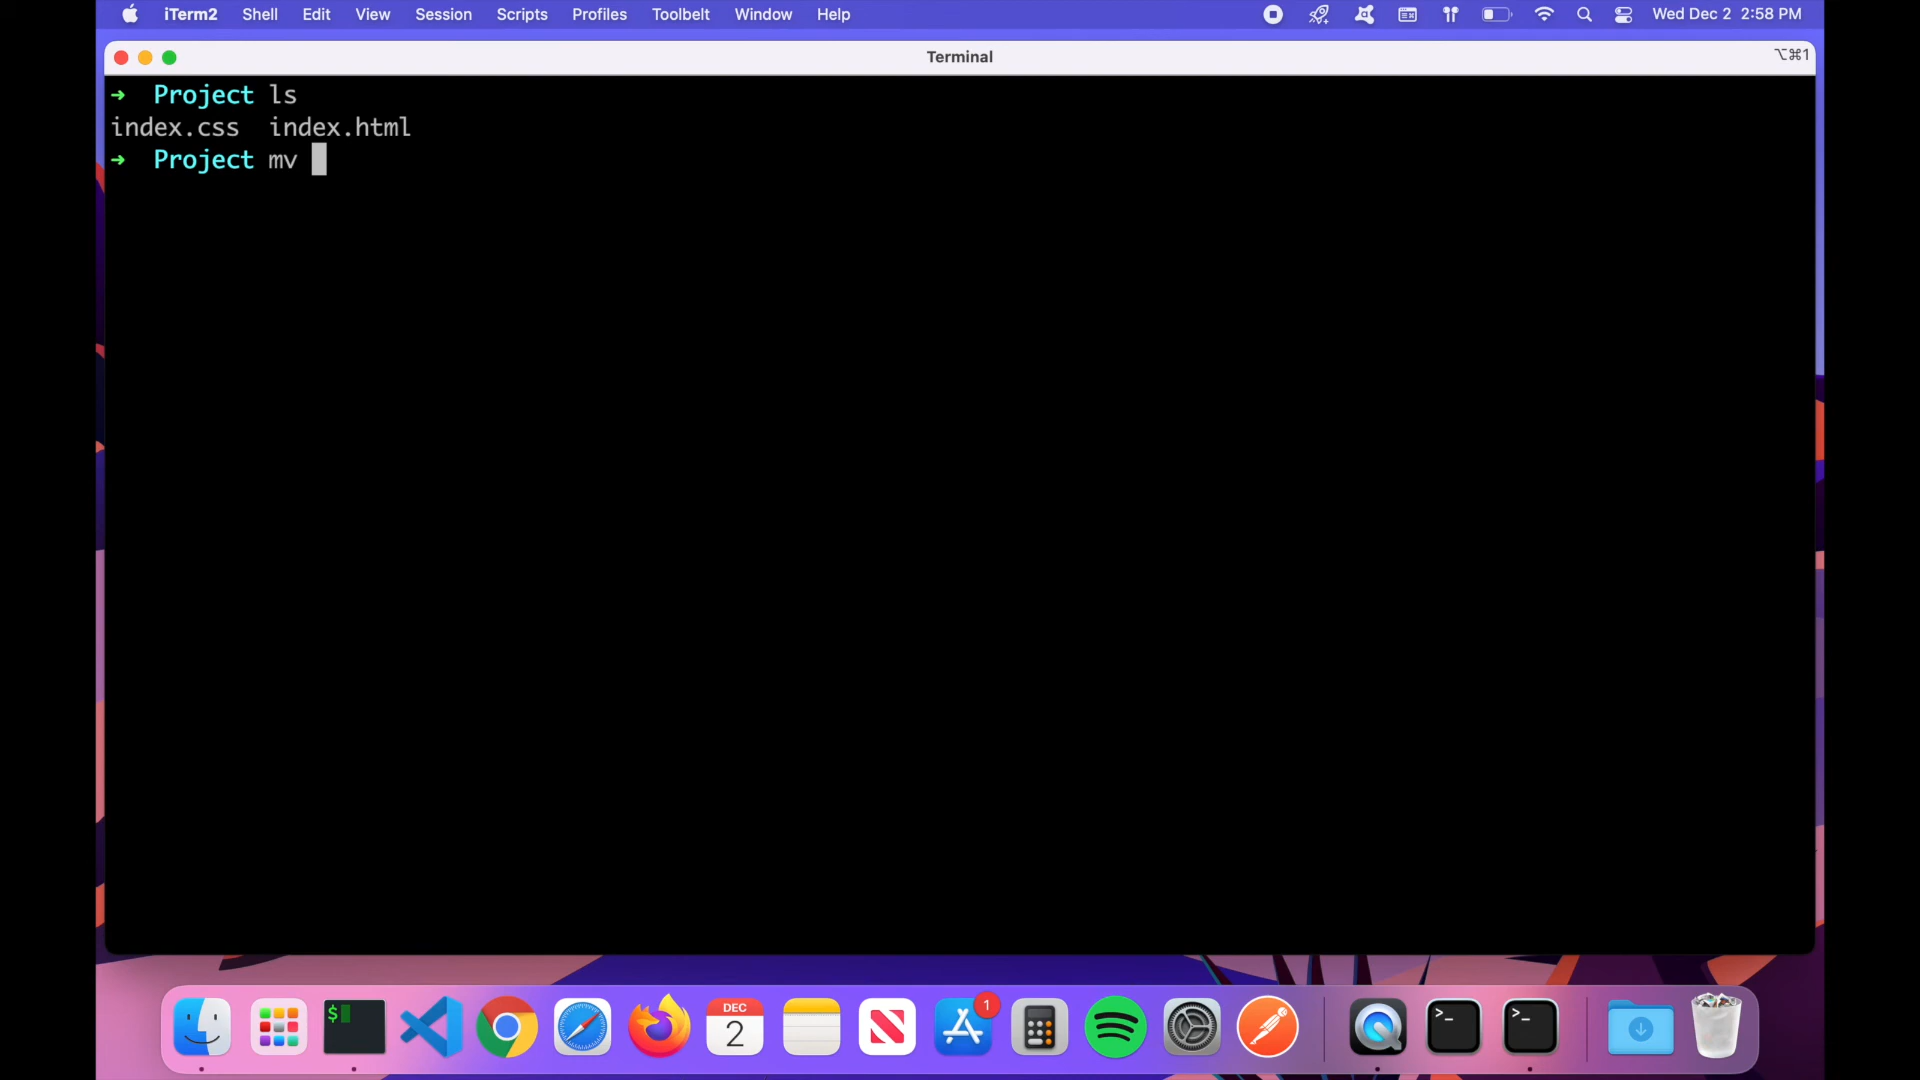 iTerm2 Shell Edit View Session Scripts Profiles Toolbelt Window Help Wed Dec 2 2:58 PM
Terminal ⌥⌘1
➜ Project ls
index.css index.html
➜ Project mv
$ DEC 1 >_ >_
2